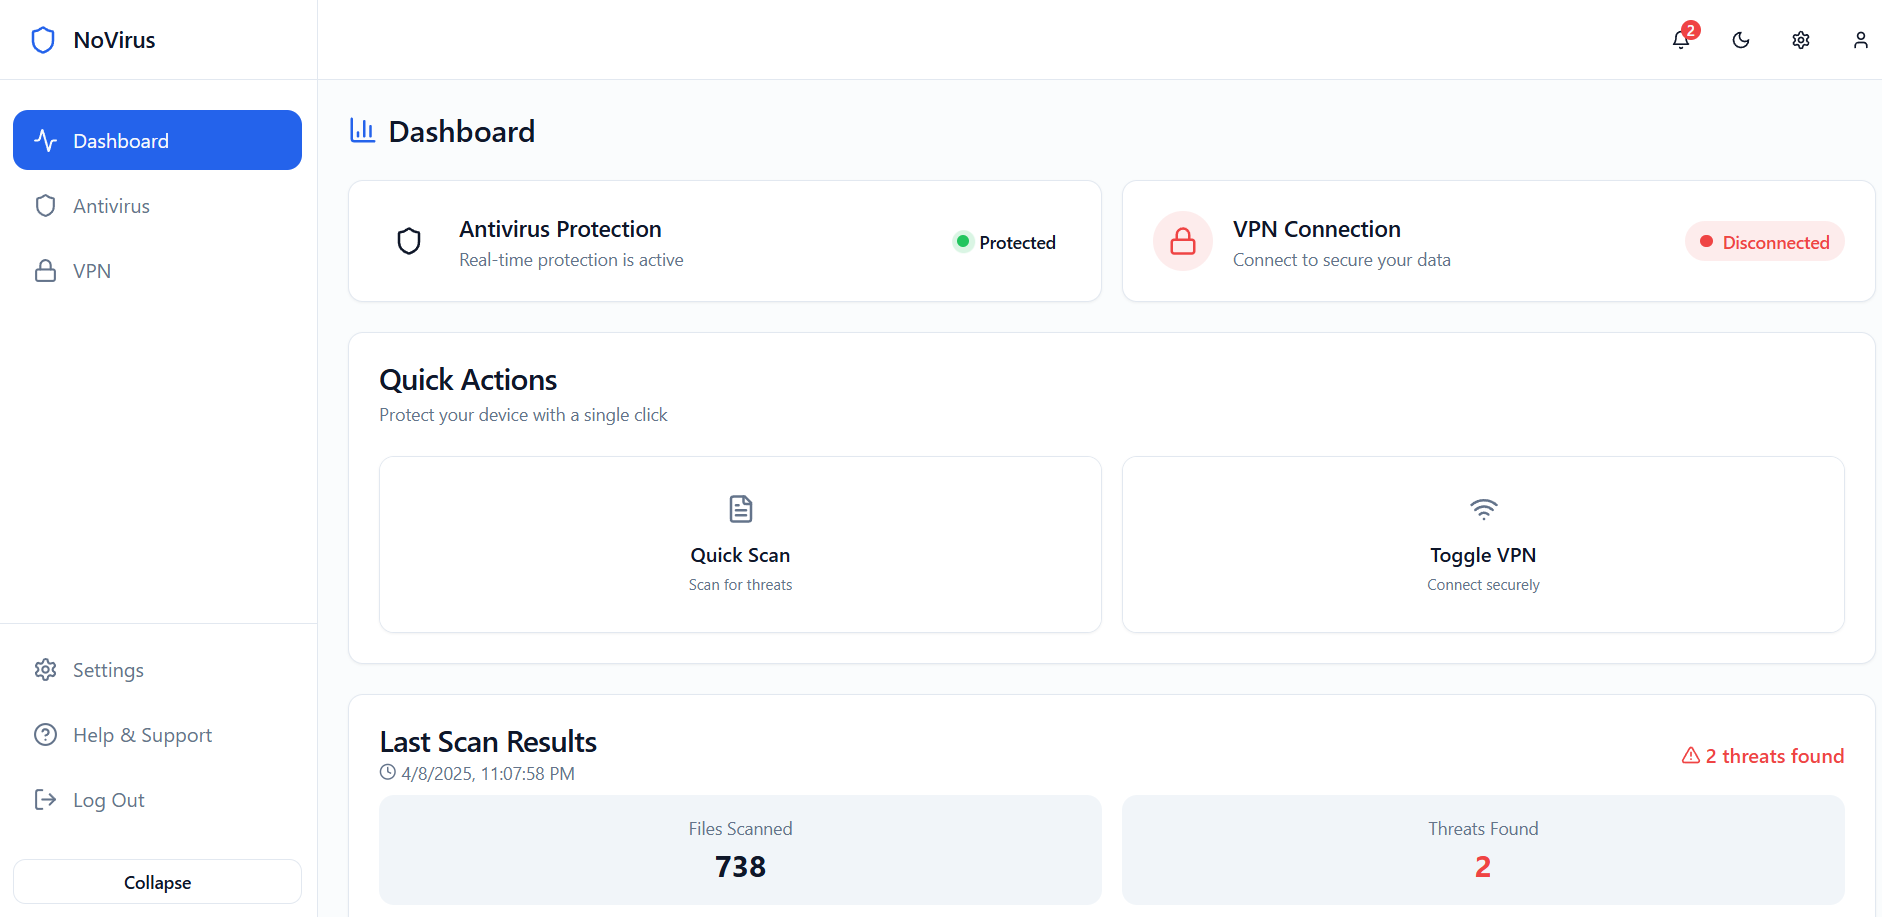 NoVirus
2
Dashboard
Antivirus
VPN
Settings
Help & Support
Log Out
Collapse
Dashboard
Antivirus Protection
Real-time protection is active
Protected
VPN Connection
Connect to secure your data
Disconnected
Quick Actions
Protect your device with a single click
Quick Scan
Scan for threats
Toggle VPN
Connect securely
Last Scan Results
4/8/2025, 11:07:58 PM
2 threats found
Files Scanned
738
Threats Found
2